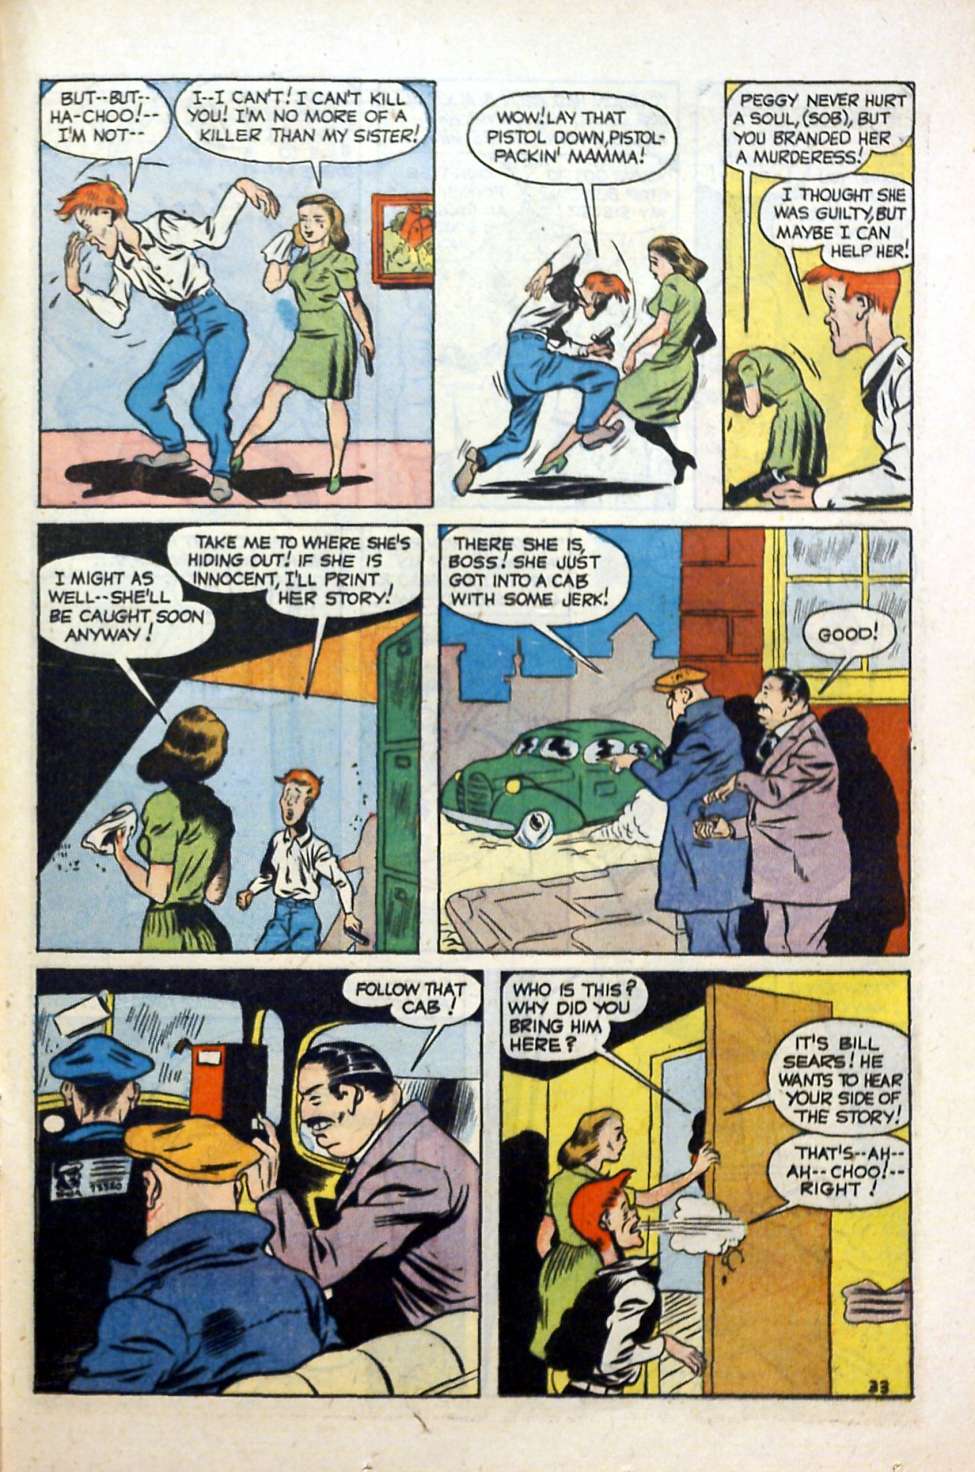 BUT--BUT--
HA-CHOO!--
I'M NOT--
I--I CAN'T! I CAN'T KILL
YOU! I'M NO MORE OF A
KILLER THAN MY SISTER!
WOW! LAY THAT
PISTOL DOWN, PISTOL-
PACKIN' MAMMA!
PEGGY NEVER HURT
A SOUL, (SOB), BUT
YOU BRANDED HER
A MURDERESS!
I THOUGHT SHE
WAS GUILTY, BUT
MAYBE I CAN
HELP HER!
I MIGHT AS
WELL--SHE'LL
BE CAUGHT SOON
ANYWAY!
TAKE ME TO WHERE SHE'S
HIDING OUT! IF SHE IS
INNOCENT, I'LL PRINT
HER STORY!
THERE SHE IS,
BOSS! SHE JUST
GOT INTO A CAB
WITH SOME JERK!
GOOD!
FOLLOW THAT
CAB!
WHO IS THIS?
WHY DID YOU
BRING HIM
HERE?
IT'S BILL
SEARS! HE
WANTS TO HEAR
YOUR SIDE OF
THE STORY!
THAT'S--AH--
AH--CHOO!--
RIGHT!
33